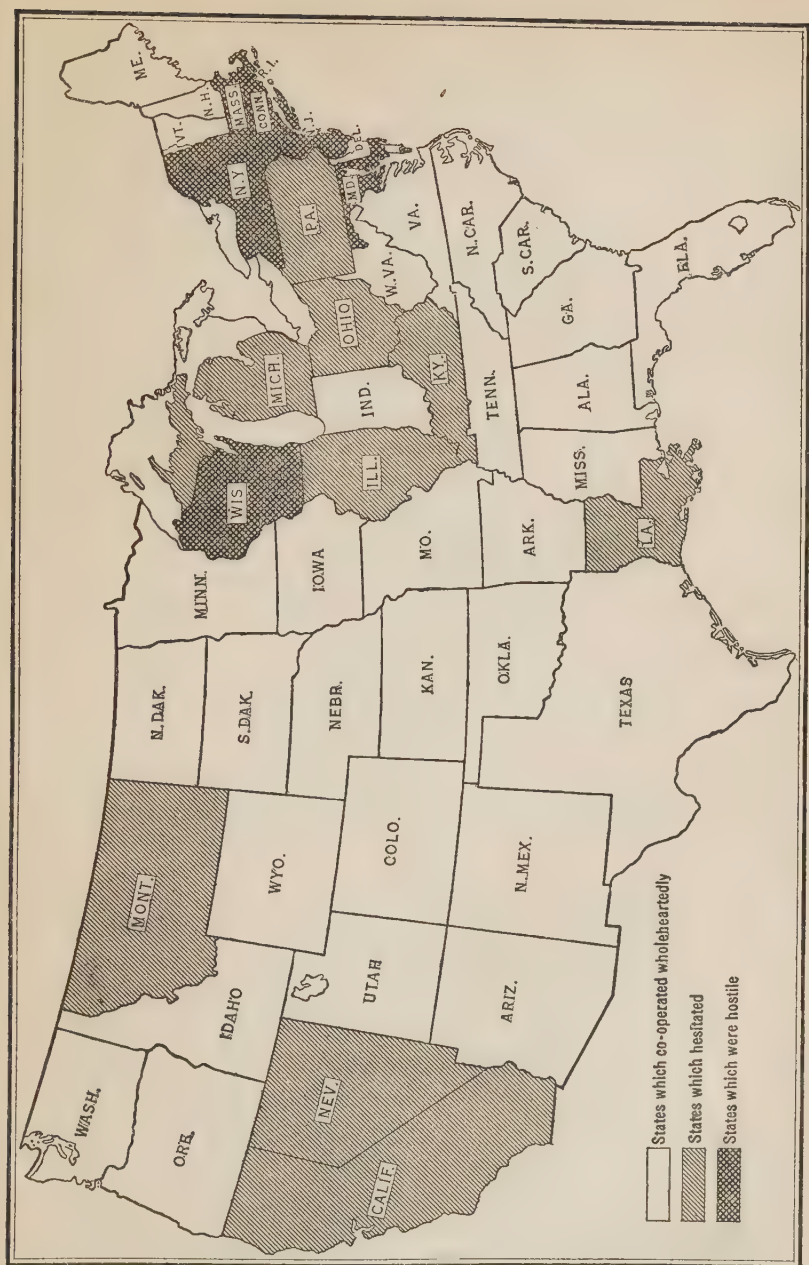 WASH.
ORE.
CALIF.
NEV.
IDAHO
MONT.
WYO.
UTAH
COLO.
ARIZ.
N.MEX.
N.DAK.
S.DAK.
NEBR.
KAN.
OKLA.
TEXAS
MINN.
IOWA
MO.
ARK.
LA.
WIS
ILL.
MICH.
IND.
OHIO
KY.
TENN.
MISS.
ALA.
GA.
FLA.
S.CAR.
N.CAR.
VA.
W.VA.
PA.
N.Y
MD.
DEL.
N.J.
CONN.
R.I.
MASS.
VT.
N.H.
ME.
States which co-operated wholeheartedly
States which hesitated
States which were hostile